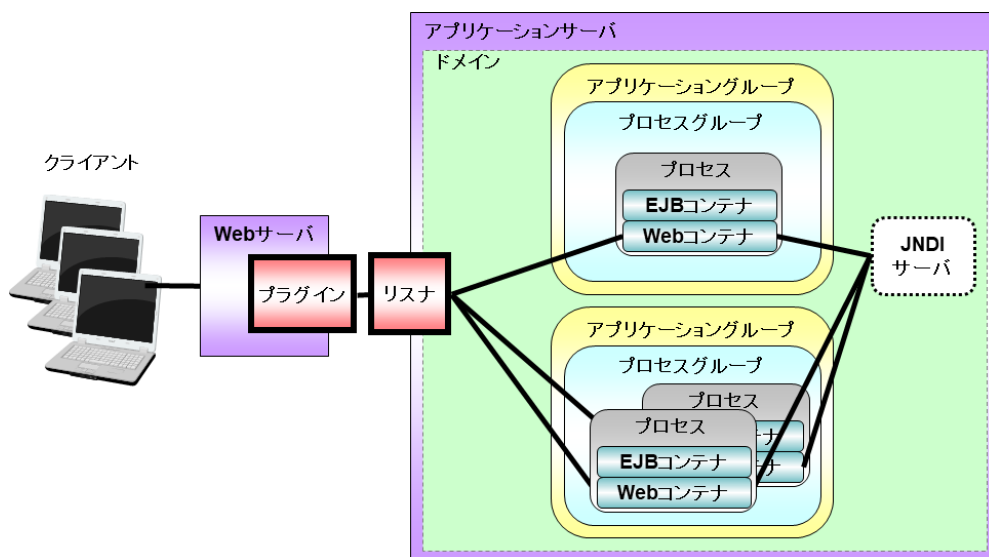 アプリケーションサーバ
ドメイン
アプリケーショングループ
プロセスグループ
プロセス
EJBコンテナ
Webコンテナ
クライアント
Webサーバ
プラグイン
リスナ
JNDI
サーバ
アプリケーショングループ
プロセスグループ
プロセス
テナ
テナ
プロセス
EJBコンテナ
Webコンテナ